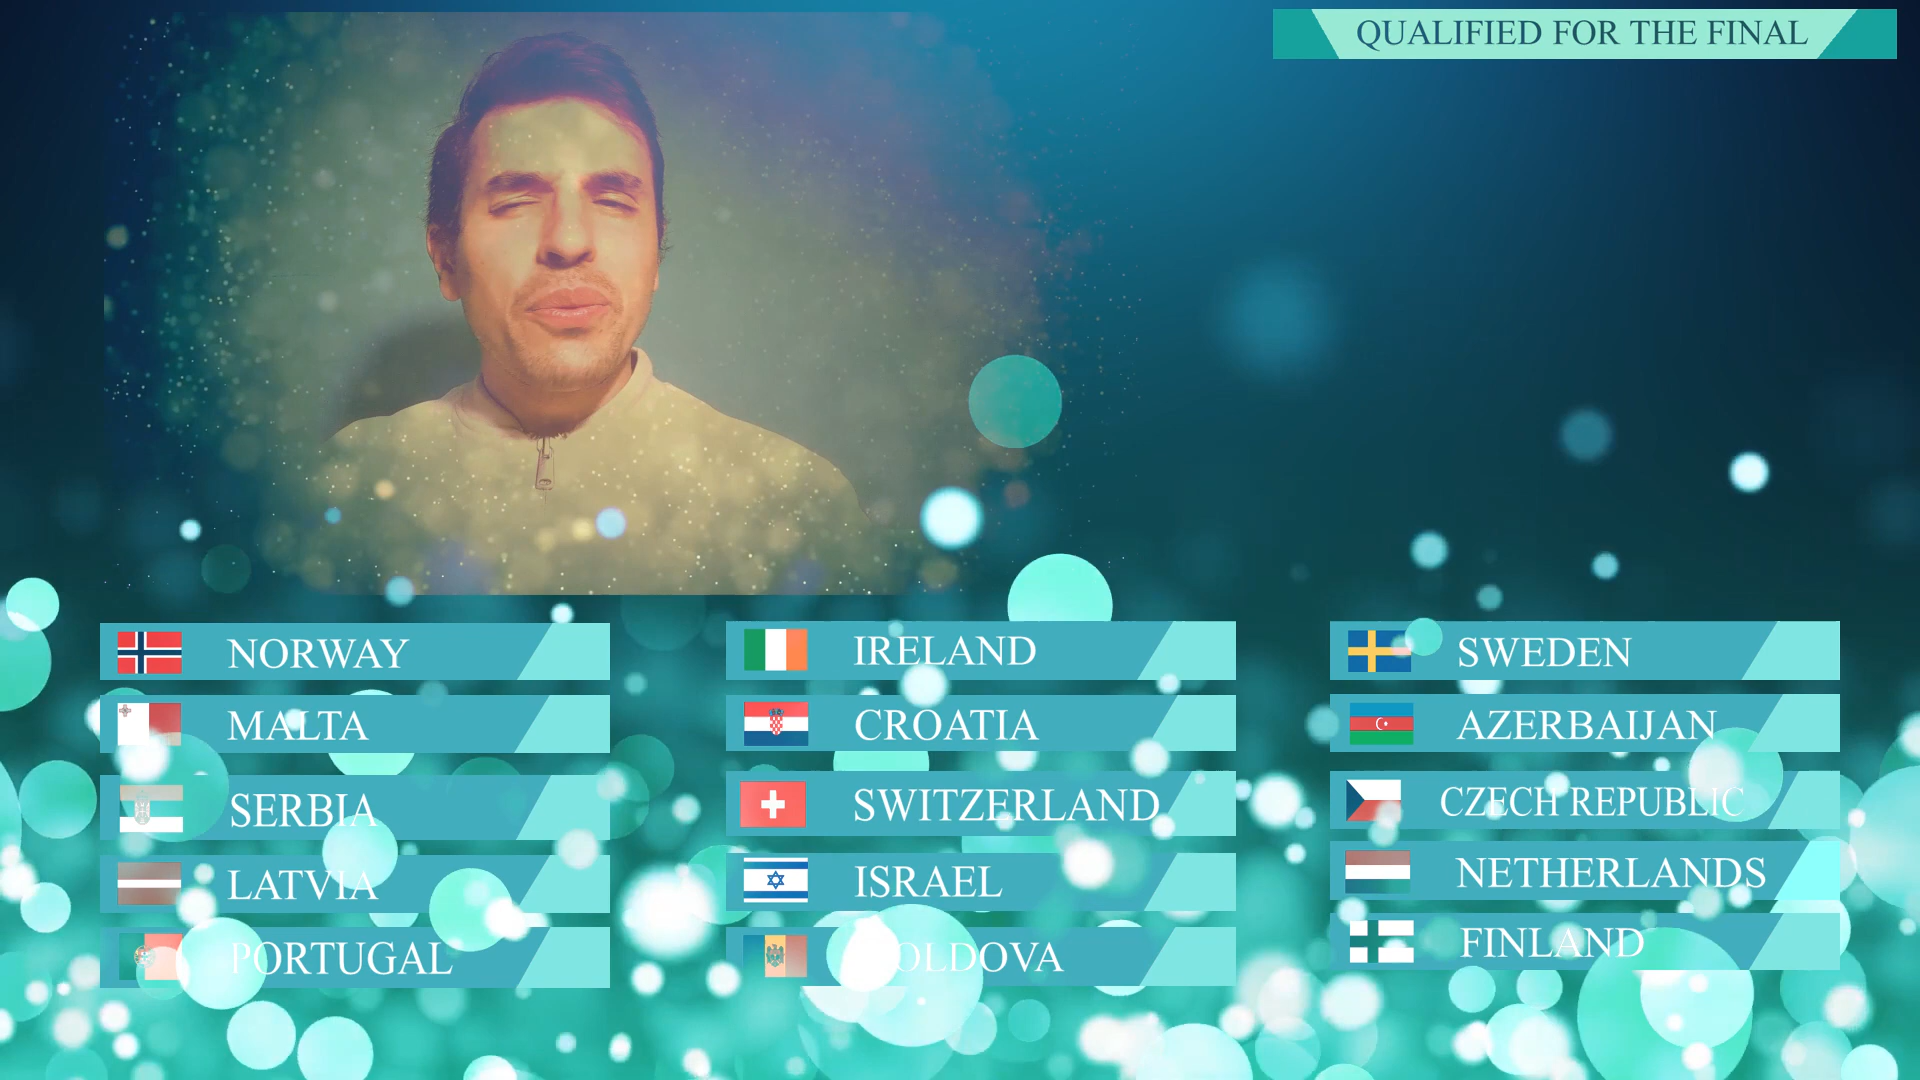 QUALIFIED FOR THE FINAL
NORWAY
MALTA
SERBIA
LATVIA
PORTUGAL
IRELAND
CROATIA
SWITZERLAND
ISRAEL
OLDOVA
SWEDEN
AZERBAIJAN
CZECH REPUBLIC
NETHERLANDS
FINLAND